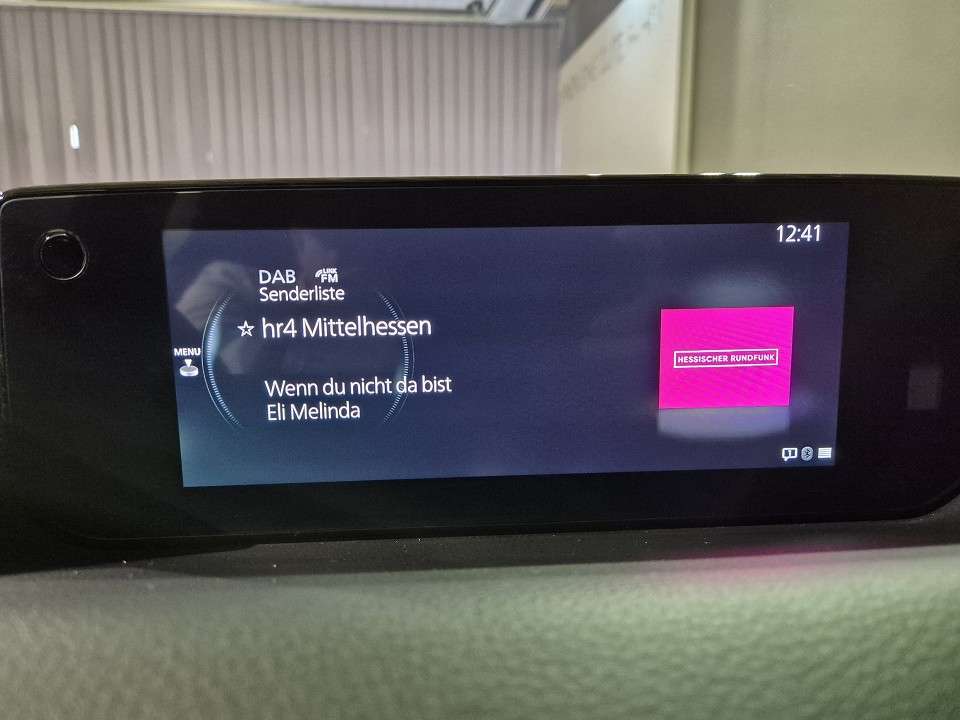 12:41
DAB LINK FM
Senderliste
hr4 Mittelhessen
MENU
HESSISCHER RUNDFUNK
Wenn du nicht da bist
Eli Melinda